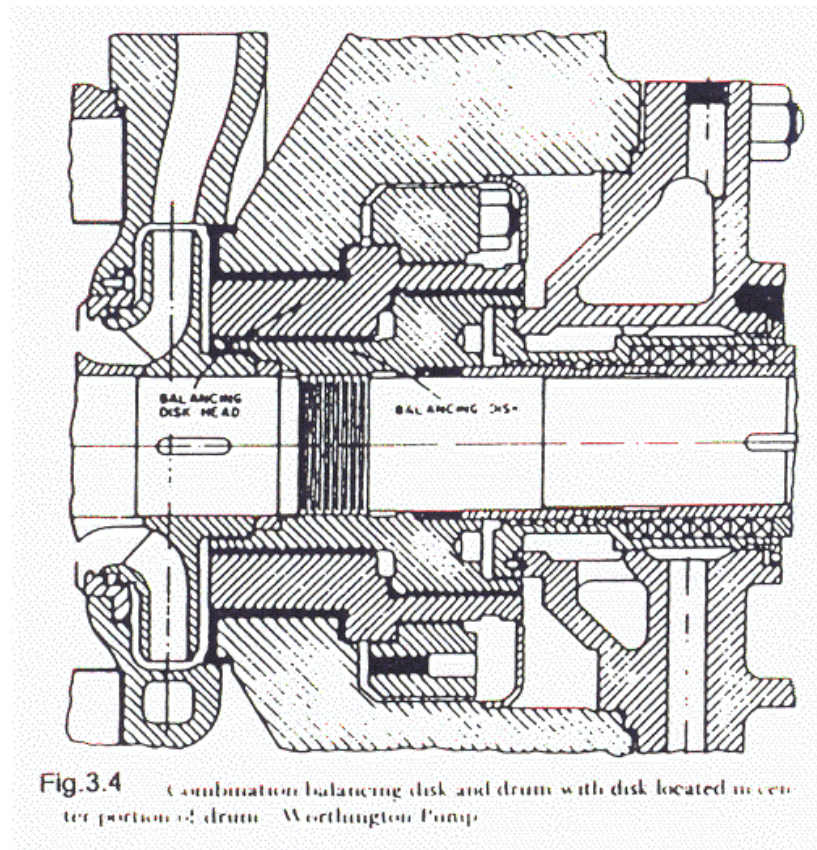 BALANCING
DISK HEAD
BALANCING DISK
Fig.3.4 Combination balancing disk and drum with disk located in cen-
ter portion of drum Worthington Pump